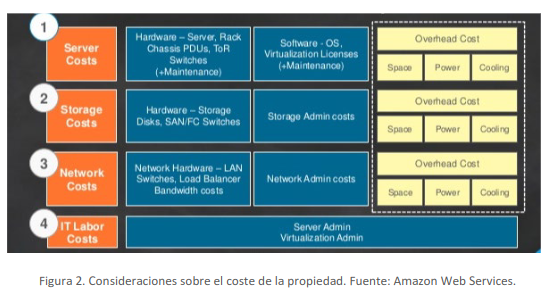 1
Server
Costs
Hardware – Server, Rack
Chassis PDUs, ToR
Switches
(+Maintenance)
Software - OS,
Virtualization Licenses
(+Maintenance)
Overhead Cost
Space
Power
Cooling
2
Storage
Costs
Hardware – Storage
Disks, SAN/FC Switches
Storage Admin costs
Overhead Cost
Space
Power
Cooling
3
Network
Costs
Network Hardware – LAN
Switches, Load Balancer
Bandwidth costs
Network Admin costs
Overhead Cost
Space
Power
Cooling
4
IT Labor
Costs
Server Admin
Virtualization Admin
Figura 2. Consideraciones sobre el coste de la propiedad. Fuente: Amazon Web Services.